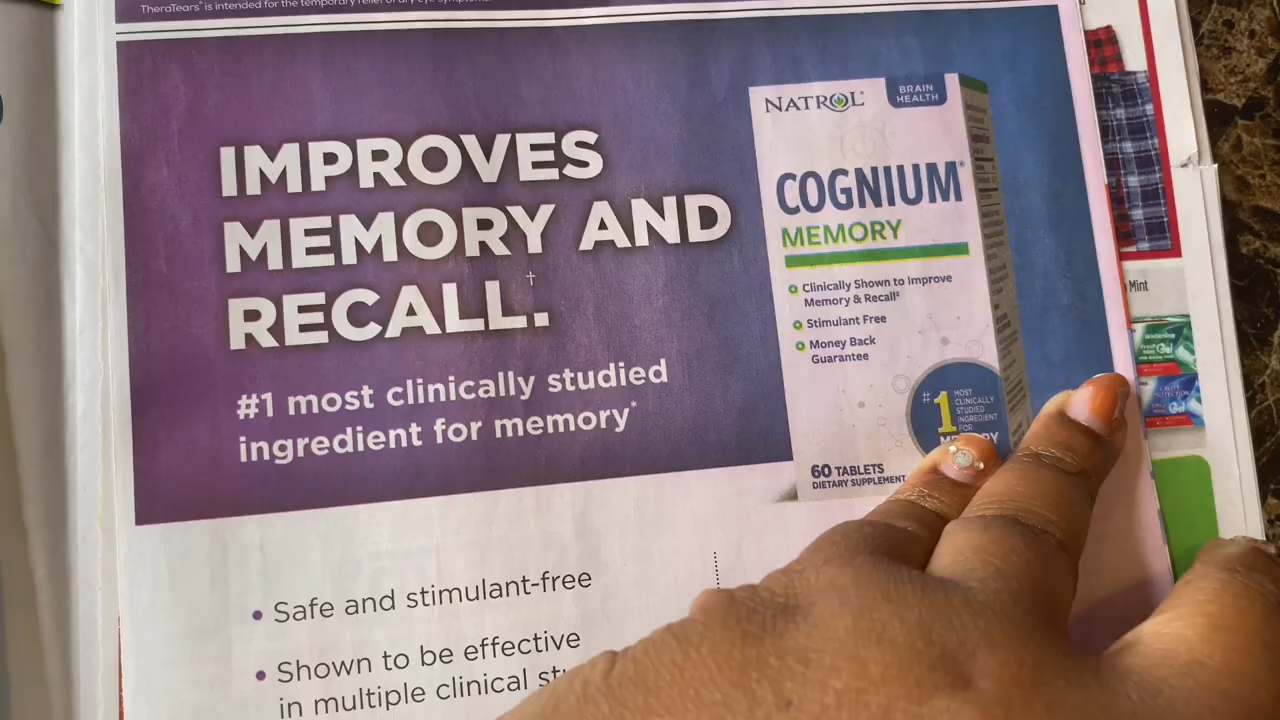 TheraTears® is intended for the temporary relief of dry eye symptoms.
IMPROVES
MEMORY AND
RECALL.†
#1 most clinically studied
ingredient for memory*
NATROL®
BRAIN
HEALTH
COGNIUM®
MEMORY
Clinically Shown to Improve
Memory & Recall‡
Stimulant Free
Money Back
Guarantee
#1
MOST
CLINICALLY
STUDIED
INGREDIENT
FOR
MEMORY
60 TABLETS
DIETARY SUPPLEMENT
• Safe and stimulant-free
• Shown to be effective
in multiple clinical
Mint
Gel
Gel